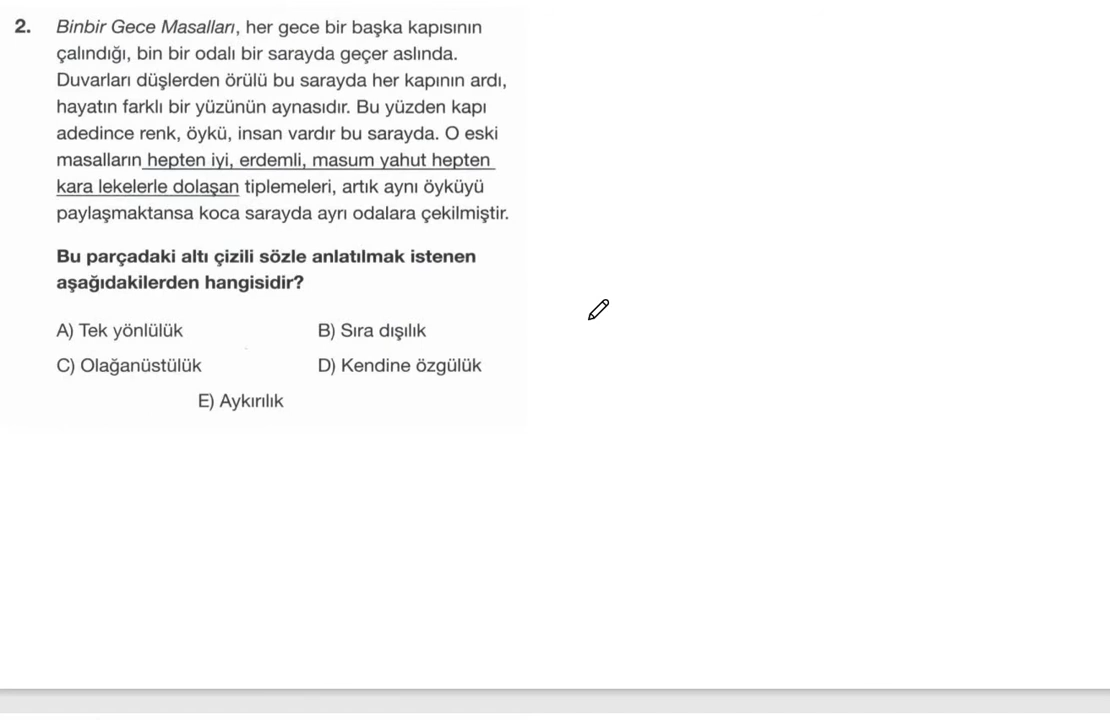 2. Binbir Gece Masalları, her gece bir başka kapısının
çalındığı, bin bir odalı bir sarayda geçer aslında.
Duvarları düşlerden örülü bu sarayda her kapının ardı,
hayatın farklı bir yüzünün aynasıdır. Bu yüzden kapı
adedince renk, öykü, insan vardır bu sarayda. O eski
masalların hepten iyi, erdemli, masum yahut hepten
kara lekelerle dolaşan tiplemeleri, artık aynı öyküyü
paylaşmaktansa koca sarayda ayrı odalara çekilmiştir.
Bu parçadaki altı çizili sözle anlatılmak istenen
aşağıdakilerden hangisidir?
A) Tek yönlülük B) Sıra dışılık
C) Olağanüstülük D) Kendine özgülük
E) Aykırılık